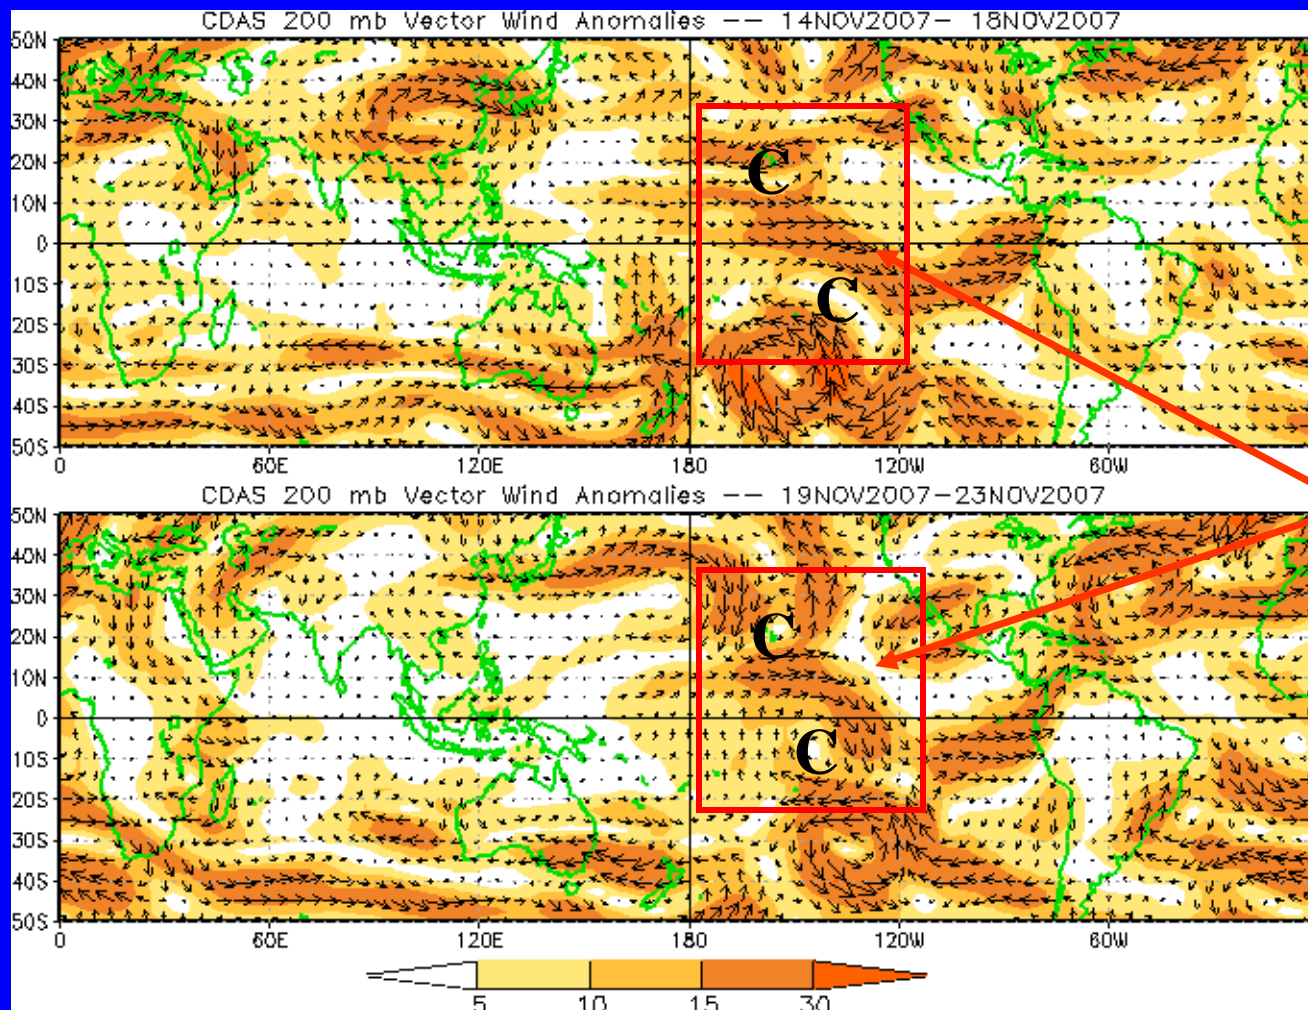 CDAS 200 mb Vector Wind Anomalies -- 14NOV2007- 18NOV2007
50N
40N
30N
20N
10N
0
10S
20S
30S
40S
50S
C
C
0 60E 120E 180 120W 60W
CDAS 200 mb Vector Wind Anomalies -- 19NOV2007-23NOV2007
50N
40N
30N
20N
10N
0
10S
20S
30S
40S
50S
C
C
0 60E 120E 180 120W 60W
5 10 15 30